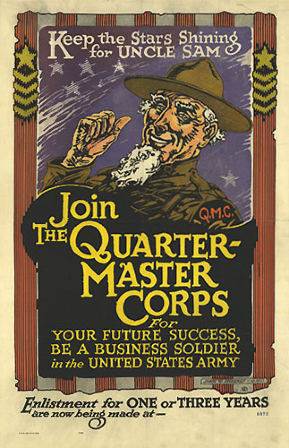 Keep the Stars Shining
for UNCLE SAM
Q.M.C.
Join
THE QUARTER-
MASTER
CORPS
For
YOUR FUTURE SUCCESS,
BE A BUSINESS SOLDIER
in the UNITED STATES ARMY
Enlistment for ONE or THREE YEARS
are now being made at—